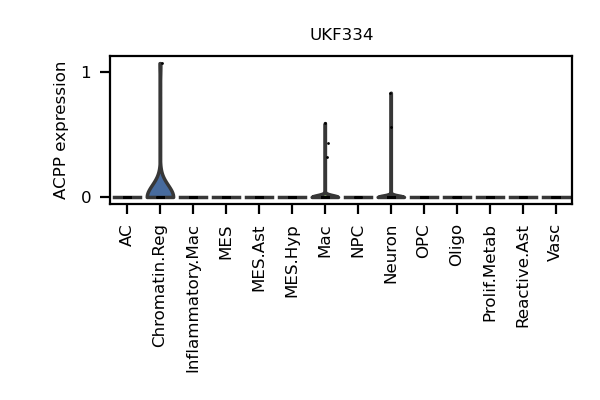 UKF334
ACPP expression
1
0
AC
Chromatin.Reg
Inflammatory.Mac
MES
MES.Ast
MES.Hyp
Mac
NPC
Neuron
OPC
Oligo
Prolif.Metab
Reactive.Ast
Vasc